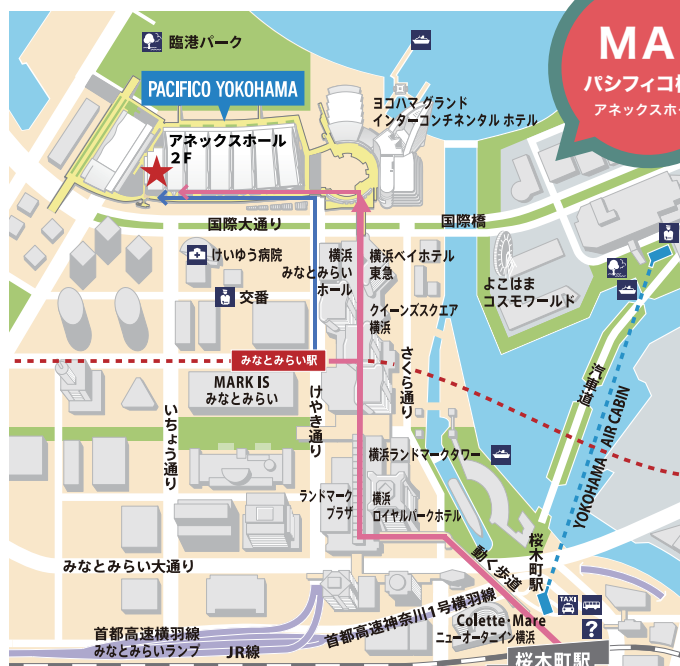 臨港パーク
MA
パシフィコ
アネックスホ
PACIFICO YOKOHAMA
ヨコハマ グランド
インターコンチネンタル ホテル
アネックスホール
2F
国際大通り
国際橋
けいゆう病院
横浜
みなとみらい
ホール
横浜ベイホテル
東急
よこはま
コスモワールド
交番
クイーンズスクエア
横浜
みなとみらい駅
さくら通り
汽車道
MARK IS
みなとみらい
けやき通り
いちょう通り
YOKOHAMA AIR CABIN
横浜ランドマークタワー
ランドマーク
プラザ
横浜
ロイヤルパークホテル
動く歩道
桜木町駅
みなとみらい大通り
TAXI
?
首都高速神奈川1号横羽線
Colette・Mare
ニューオータニイン横浜
首都高速横羽線
みなとみらいランプ
JR線
桜木町駅